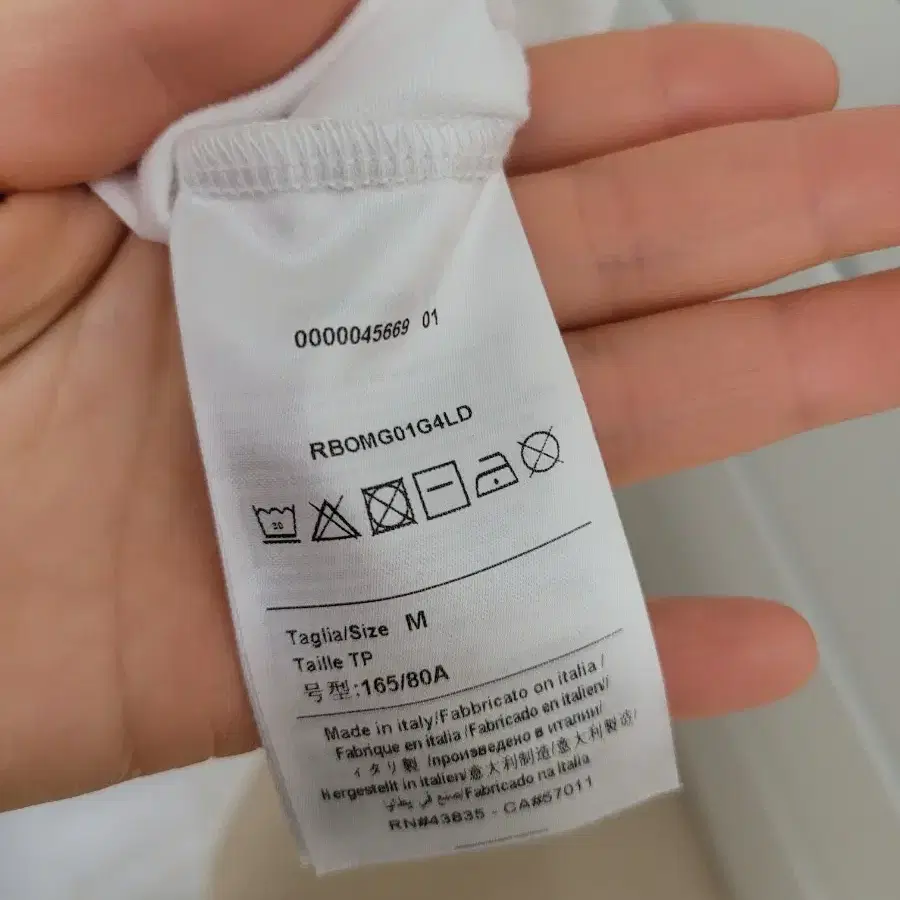 0000045669 01
RBOMG01G4LD
30
Taglia/Size M
Taille TP
号型:165/80A
Made in italy/Fabbricato on italia/
Fabrique en italia/Fabricado en italien//
イタリ製/произведено в италии/
Hergestellt in italien/意大利制造/意大利製造/
/Fabricado na Italia
RN#43835 - CA#57011